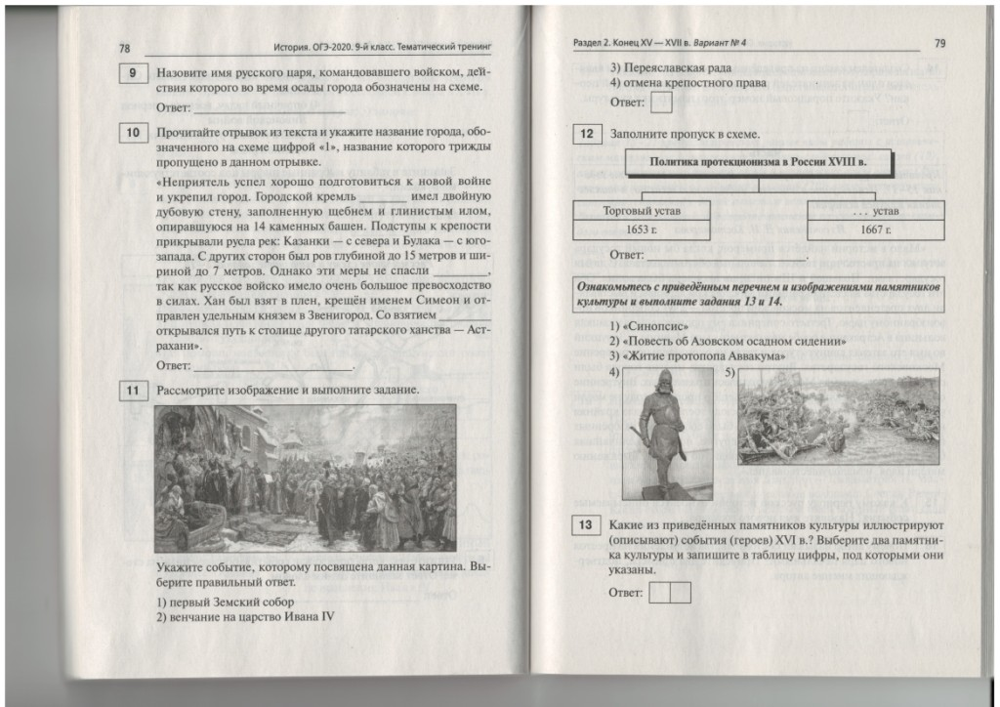 78
История. ОГЭ-2020. 9-й класс. Тематический тренинг
9
Назовите имя русского царя, командовавшего войском, дей-
ствия которого во время осады города обозначены на схеме.
Ответ:
10
Прочитайте отрывок из текста и укажите название города, обо-
значенного на схеме цифрой «1», название которого трижды
пропущено в данном отрывке.
«Неприятель успел хорошо подготовиться к новой войне
и укрепил город. Городской кремль ________ имел двойную
дубовую стену, заполненную щебнем и глинистым илом,
опиравшуюся на 14 каменных башен. Подступы к крепости
прикрывали русла рек: Казанки — с севера и Булака — с юго-
запада. С других сторон был ров глубиной до 15 метров и ши-
риной до 7 метров. Однако эти меры не спасли _________,
так как русское войско имело очень большое превосходство
в силах. Хан был взят в плен, крещён именем Симеон и от-
правлен удельным князем в Звенигород. Со взятием ________
открывался путь к столице другого татарского ханства — Аст-
рахани».
Ответ: ________________________.
11
Рассмотрите изображение и выполните задание.
Укажите событие, которому посвящена данная картина. Вы-
берите правильный ответ.
1) первый Земский собор
2) венчание на царство Ивана IV
Раздел 2. Конец XV — XVII в. Вариант № 4
79
3) Переяславская рада
4) отмена крепостного права
Ответ:
12
Заполните пропуск в схеме.
Политика протекционизма в России XVIII в.
Торговый устав
1653 г.
. . . устав
1667 г.
Ответ: ________________________.
Ознакомьтесь с приведённым перечнем и изображениями памятников
культуры и выполните задания 13 и 14.
1) «Синопсис»
2) «Повесть об Азовском осадном сидении»
3) «Житие протопопа Аввакума»
4)
5)
13
Какие из приведённых памятников культуры иллюстрируют
(описывают) события (героев) XVI в.? Выберите два памятни-
ка культуры и запишите в таблицу цифры, под которыми они
указаны.
Ответ: